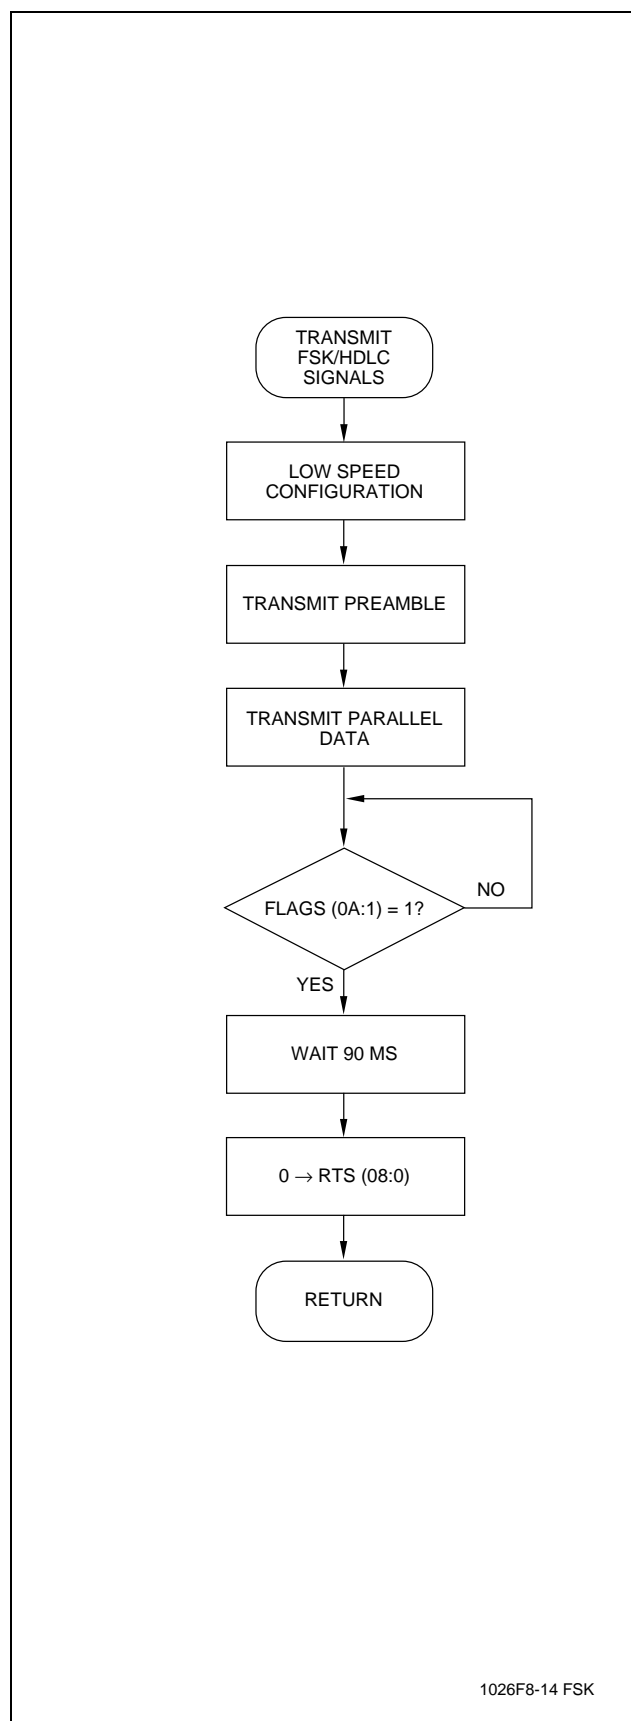 TRANSMIT
FSK/HDLC
SIGNALS
LOW SPEED
CONFIGURATION
TRANSMIT PREAMBLE
TRANSMIT PARALLEL
DATA
FLAGS (0A:1) = 1?
NO
YES
WAIT 90 MS
0 → RTS (08:0)
RETURN
1026F8-14 FSK